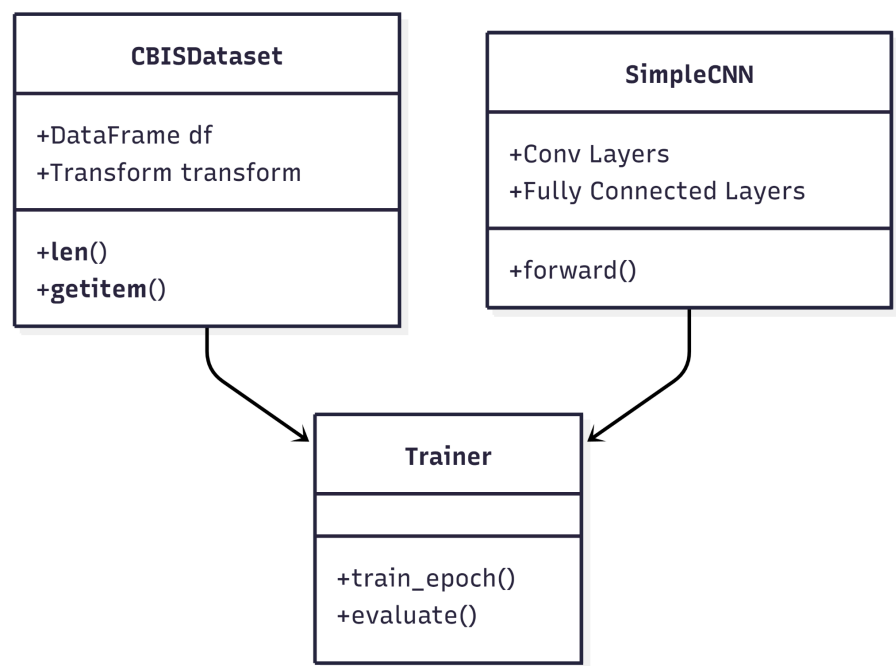 CBISDataset
+DataFrame df
+Transform transform
+len()
+getitem()
SimpleCNN
+Conv Layers
+Fully Connected Layers
+forward()
Trainer
+train_epoch()
+evaluate()